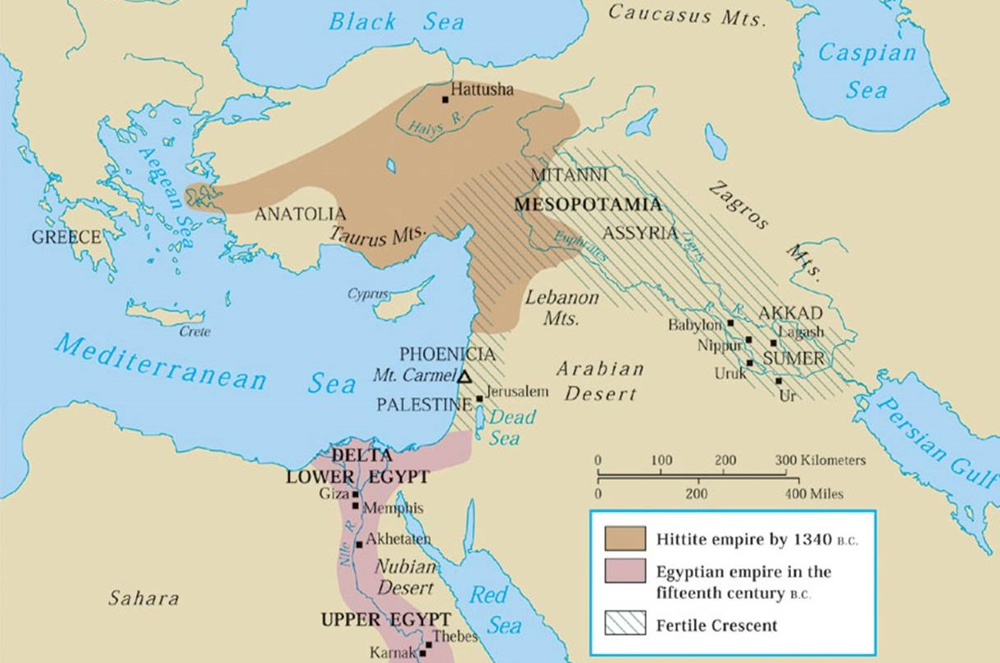 Black Sea
Caucasus Mts.
Caspian
Sea
Hattusha
Halys R.
Aegean Sea
MITANNI
MESOPOTAMIA
Zagros Mts.
ANATOLIA
Taurus Mts.
ASSYRIA
GREECE
Euphrates R.
Tigris R.
Cyprus
Lebanon
Mts.
Crete
AKKAD
Babylon
Lagash
Nippur
SUMER
Uruk
Ur
Mediterranean Sea
PHOENICIA
Mt. Carmel
Arabian
Desert
Jerusalem
PALESTINE
Dead
Sea
Persian Gulf
DELTA
LOWER EGYPT
Giza
Memphis
0 100 200 300 Kilometers
0 200 400 Miles
Nile R.
Akhetaten
Nubian
Desert
Red
Sea
Sahara
UPPER EGYPT
Thebes
Karnak
Hittite empire by 1340 B.C.
Egyptian empire in the
fifteenth century B.C.
Fertile Crescent